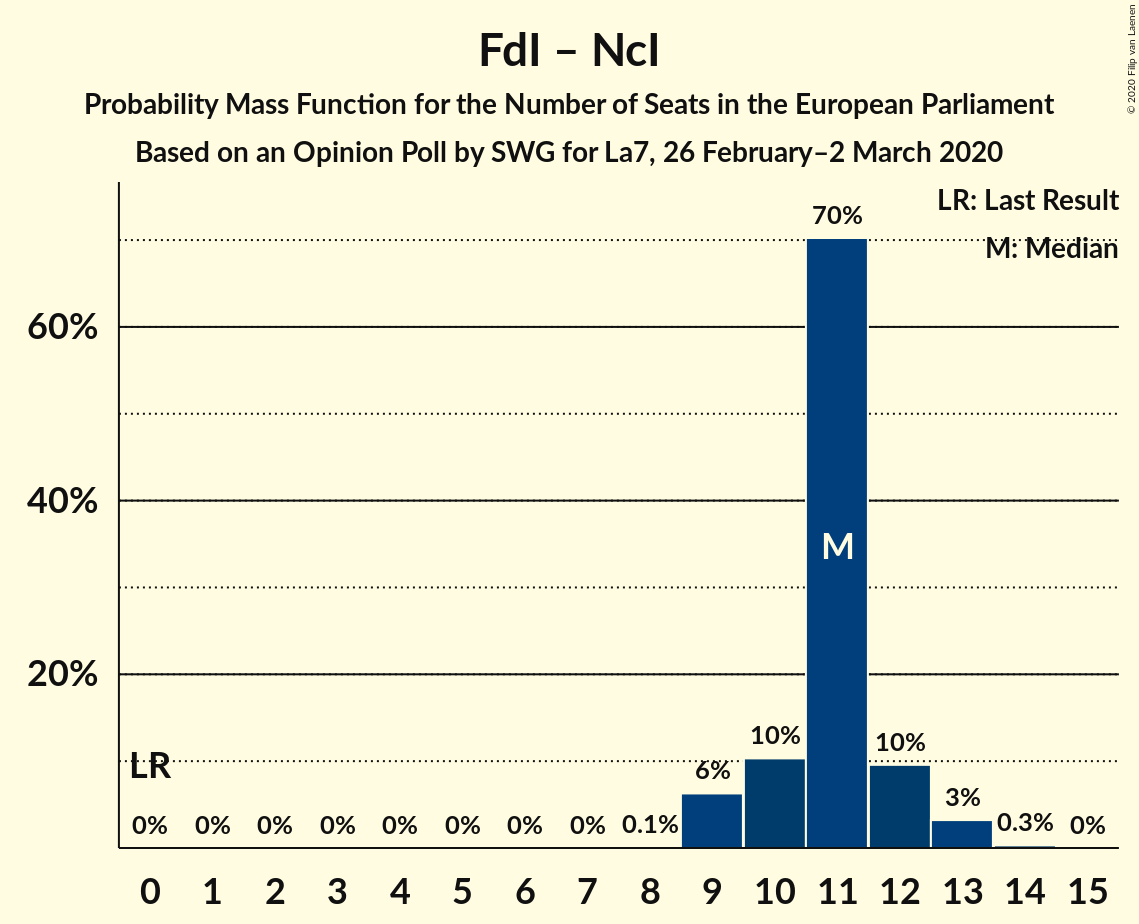 FdI – NcI
Probability Mass Function for the Number of Seats in the European Parliament
Based on an Opinion Poll by SWG for La7, 26 February–2 March 2020
© 2020 Filip van Laenen
LR: Last Result
M: Median
70%
60%
40%
20%
M
LR
0% 0% 0% 0% 0% 0% 0% 0% 0.1% 6% 10% 10% 3% 0.3% 0%
0 1 2 3 4 5 6 7 8 9 10 11 12 13 14 15